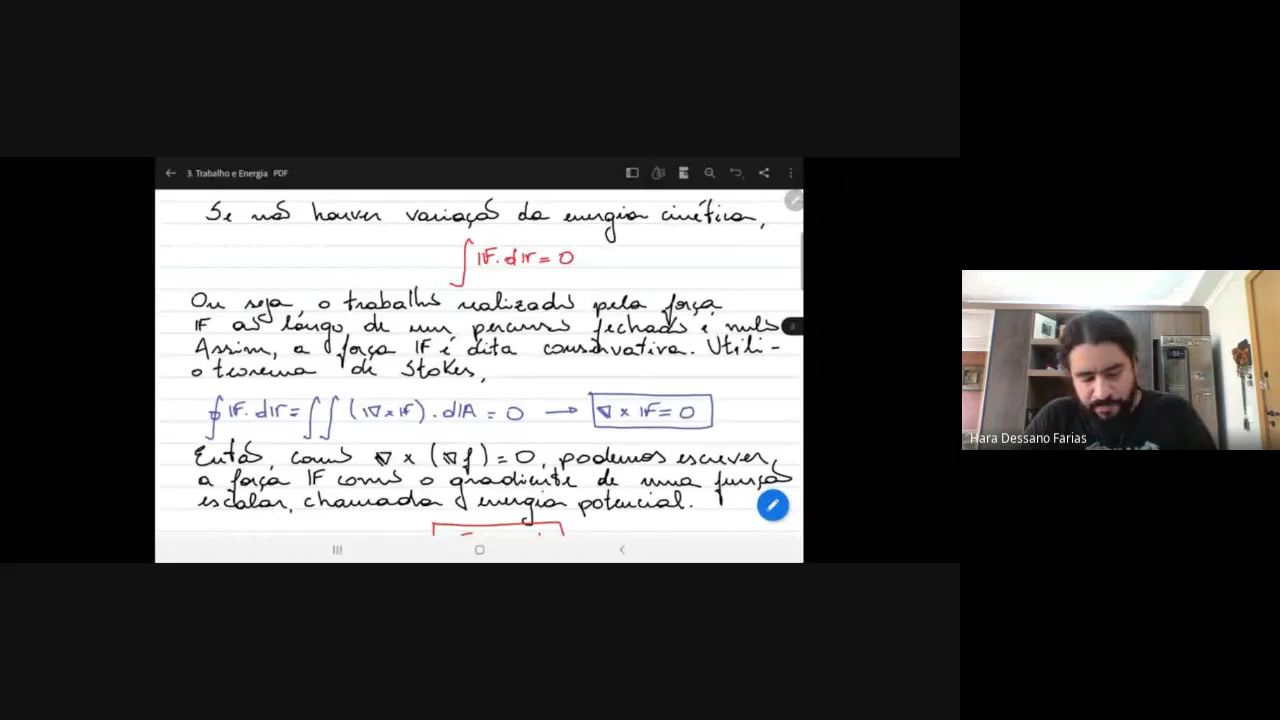 3. Trabalho e Energia PDF
Se não houver variação da energia cinética,
∫ 𝔽 . d𝕣 = 0
Ou seja, o trabalho realizado pela força
𝔽 ao longo de um percurso fechado é nulo
Assim, a força 𝔽 é dita conservativa. Utili-
o teorema de Stokes,
∮ 𝔽 . d𝕣 = ∫∫ (∇ x 𝔽) . d𝔸 = 0 → ∇ x 𝔽 = 0
Então, como ∇ x (∇f) = 0, podemos escrever,
a força 𝔽 como o gradiente de uma função
escalar, chamada energia potencial.
Hara Dessano Farias